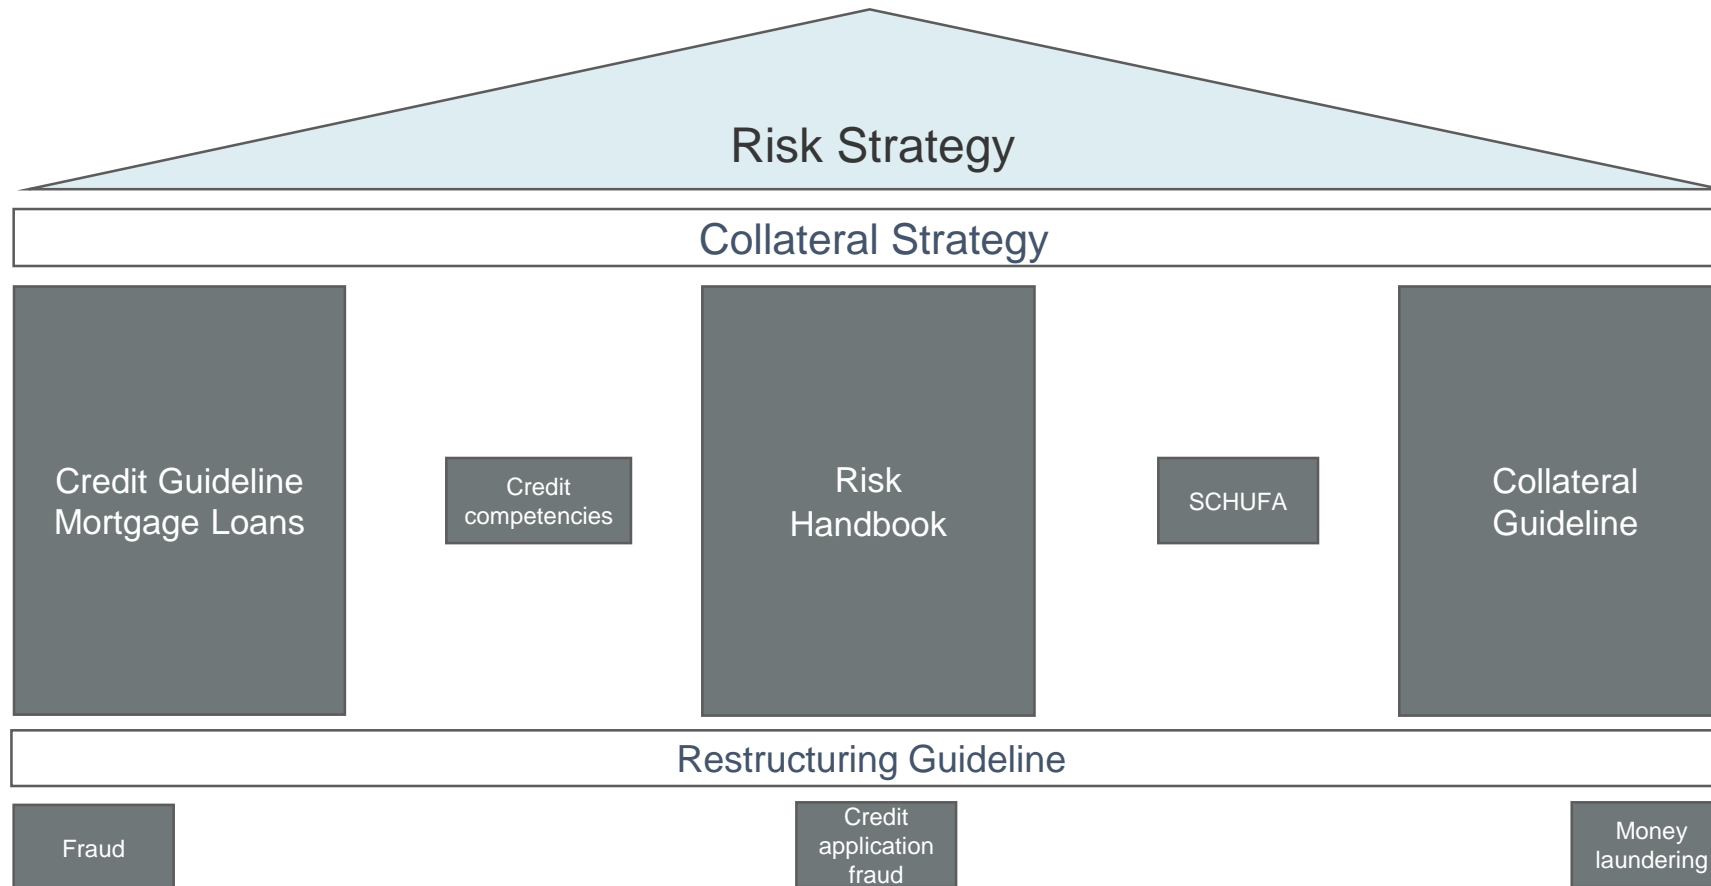 Risk Strategy
Collateral Strategy
Credit Guideline
Mortgage Loans
Credit
competencies
Risk
Handbook
SCHUFA
Collateral
Guideline
Restructuring Guideline
Fraud
Credit
application
fraud
Money
laundering